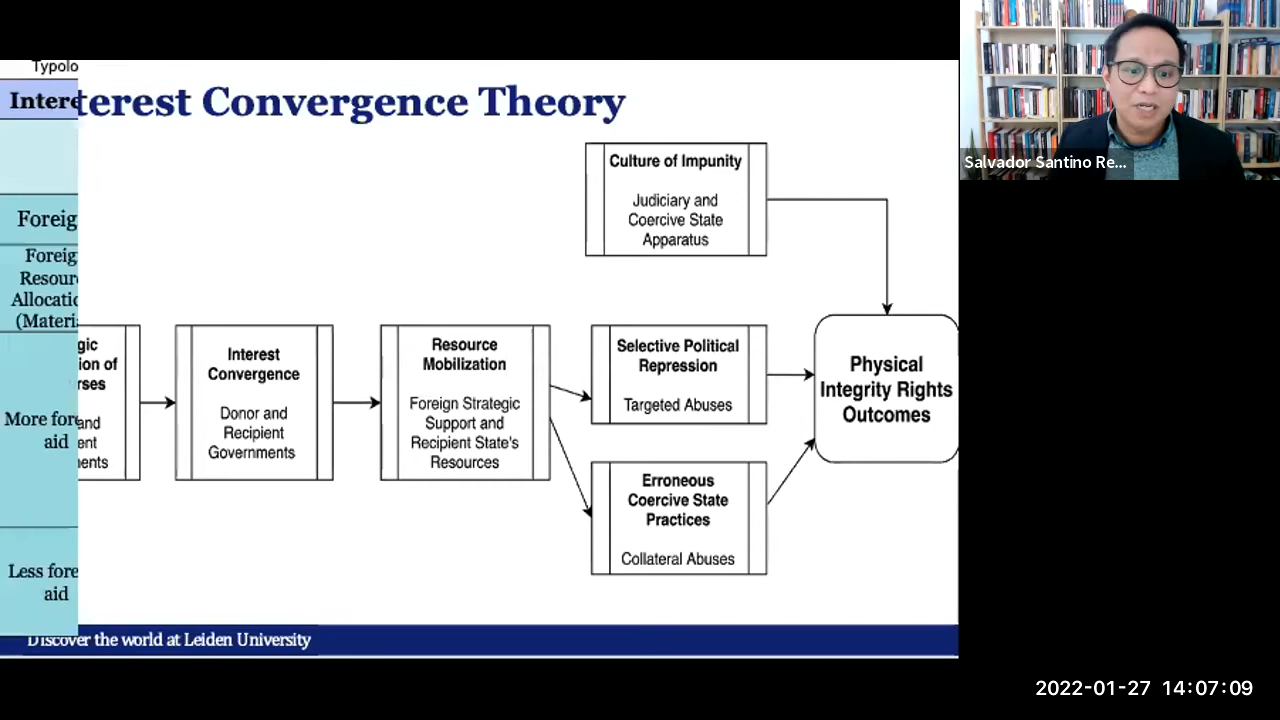 Typolo
Intere
terest Convergence Theory
Foreig
Foreig
Resour
Allocatio
(Materi
More fore
aid
Less fore
aid
gic
ion of
rses
and
ent
ents
Interest
Convergence
Donor and
Recipient
Governments
Resource
Mobilization
Foreign Strategic
Support and
Recipient State's
Resources
Culture of Impunity
Judiciary and
Coercive State
Apparatus
Selective Political
Repression
Targeted Abuses
Erroneous
Coercive State
Practices
Collateral Abuses
Physical
Integrity Rights
Outcomes
Discover the world at Leiden University
Salvador Santino Re...
2022-01-27 14:07:09